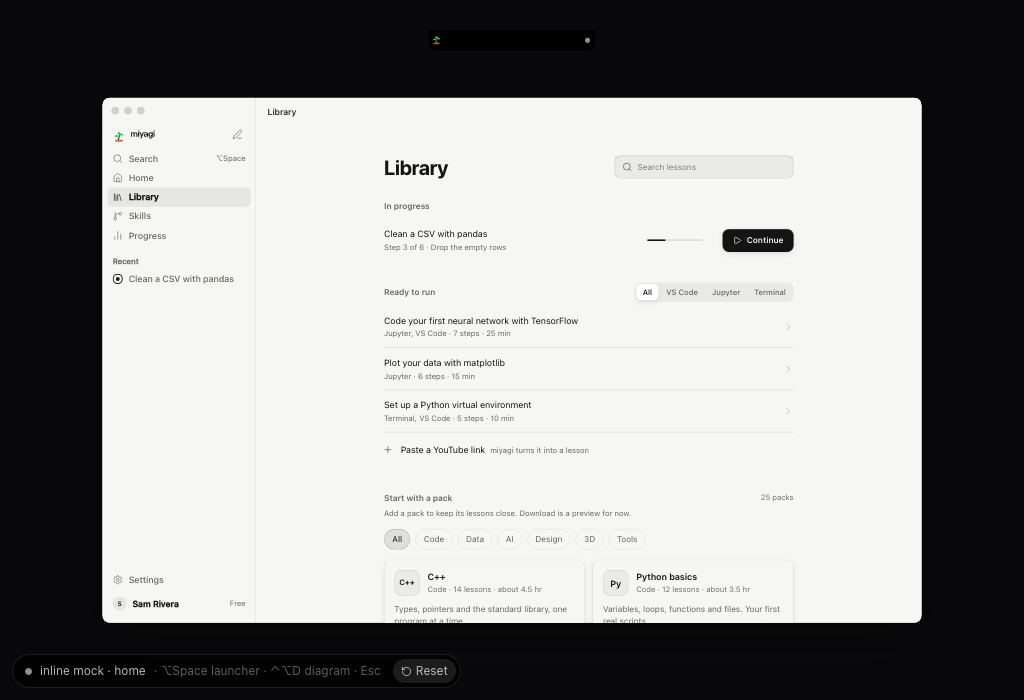 Library
miyagi
Search ⌥Space
Home
Library
Skills
Progress
Recent
Clean a CSV with pandas
Settings
S Sam Rivera Free
Library
Search lessons
In progress
Clean a CSV with pandas
Step 3 of 6 · Drop the empty rows
Continue
Ready to run
All VS Code Jupyter Terminal
Code your first neural network with TensorFlow
Jupyter, VS Code · 7 steps · 25 min
Plot your data with matplotlib
Jupyter · 6 steps · 15 min
Set up a Python virtual environment
Terminal, VS Code · 5 steps · 10 min
Paste a YouTube link miyagi turns it into a lesson
Start with a pack 25 packs
Add a pack to keep its lessons close. Download is a preview for now.
All Code Data AI Design 3D Tools
C++ C++
Code · 14 lessons · about 4.5 hr
Types, pointers and the standard library, one
program at a time.
Py Python basics
Code · 12 lessons · about 3.5 hr
Variables, loops, functions and files. Your first
real scripts.
inline mock · home · ⌥Space launcher · ⌃⌥D diagram · Esc Reset